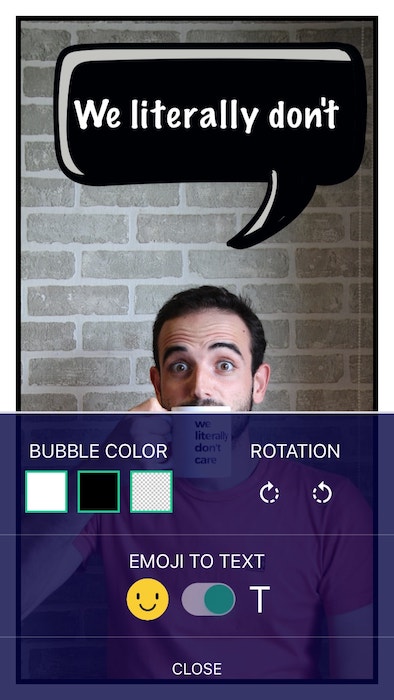 We literally don't
we
literally
don't
care
BUBBLE COLOR
ROTATION
EMOJI TO TEXT
T
CLOSE